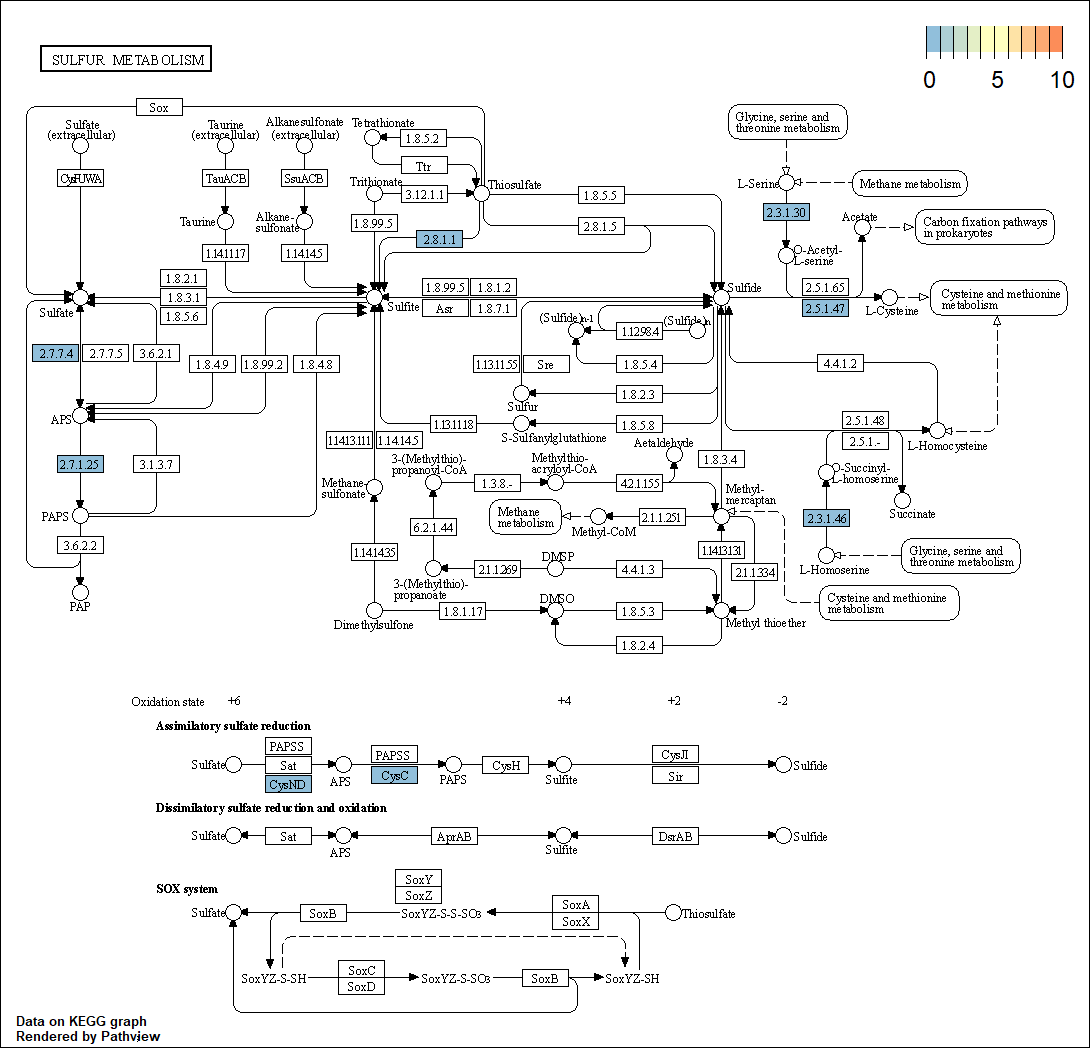 SULFUR METABOLISM
0 5 10
Sox
Sulfate
(extracellular)
Taurine
(extracellular)
Alkanesulfonate
(extracellular)
Tetrathionate
1.8.5.2
Ttr
Glycine, serine and
threonine metabolism
CysPUWA
TauACB
SsuACB
Trithionate
3.12.1.1
Thiosulfate
1.8.5.5
L-Serine
Methane metabolism
Taurine
Alkane-
sulfonate
1.8.99.5
2.8.1.1
2.8.1.5
2.3.1.30
Acetate
Carbon fixation pathways
in prokaryotes
1.14.11.17
1.14.14.5
O-Acetyl-
L-serine
1.8.2.1
1.8.3.1
1.8.5.6
Sulfate
Sulfite
1.8.99.5
1.8.1.2
Asr
1.8.7.1
Sulfide
2.5.1.65
2.5.1.47
L-Cysteine
Cysteine and methionine
metabolism
(Sulfide)n-1
1.12.98.4
(Sulfide)n
2.7.7.4
2.7.7.5
3.6.2.1
1.8.4.9
1.8.99.2
1.8.4.8
1.13.11.55
Sre
1.8.5.4
4.4.1.2
1.8.2.3
Sulfur
APS
1.13.11.18
S-Sulfanylglutathione
1.8.5.8
2.5.1.48
2.5.1.-
L-Homocysteine
1.14.13.111
1.14.14.5
Aetaldehyde
2.7.1.25
3.1.3.7
3-(Methylthio)-
propanoyl-CoA
Methylthio-
acryloyl-CoA
1.8.3.4
O-Succinyl-
L-homoserine
Methane-
sulfonate
1.3.8.-
4.2.1.155
Methyl-
mercaptan
Succinate
PAPS
Methane
metabolism
Methyl-CoM
2.1.1.251
2.3.1.46
6.2.1.44
3.6.2.2
1.14.14.35
1.14.13.131
L-Homoserine
Glycine, serine and
threonine metabolism
DMSP
2.1.1.269
4.4.1.3
2.1.1.334
3-(Methylthio)-
propanoate
PAP
DMSO
Cysteine and methionine
metabolism
Dimethylsulfone
1.8.1.17
1.8.5.3
Methyl thioether
1.8.2.4
Oxidation state +6 +4 +2 -2
Assimilatory sulfate reduction
Sulfate
PAPSS
Sat
CysND
APS
PAPSS
CysC
PAPS
CysH
Sulfite
CysJI
Sir
Sulfide
Dissimilatory sulfate reduction and oxidation
Sulfate
Sat
APS
AprAB
Sulfite
DsrAB
Sulfide
SOX system
Sulfate
SoxB
SoxY
SoxZ
SoxYZ-S-S-SO3
SoxA
SoxX
Thiosulfate
SoxYZ-S-SH
SoxC
SoxD
SoxYZ-S-SO3
SoxB
SoxYZ-SH
Data on KEGG graph
Rendered by Pathview